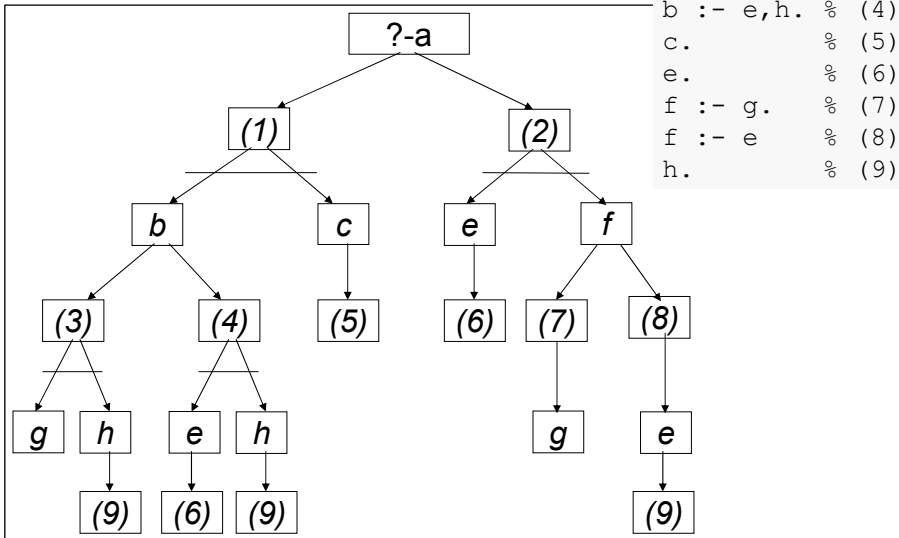 b :- e,h. % (4)
?-a
c. % (5)
e. % (6)
f :- g. % (7)
(1) (2)
f :- e % (8)
h. % (9)
b c e f
(3) (4) (5) (6) (7) (8)
g h e h g e
(9) (6) (9) (9)